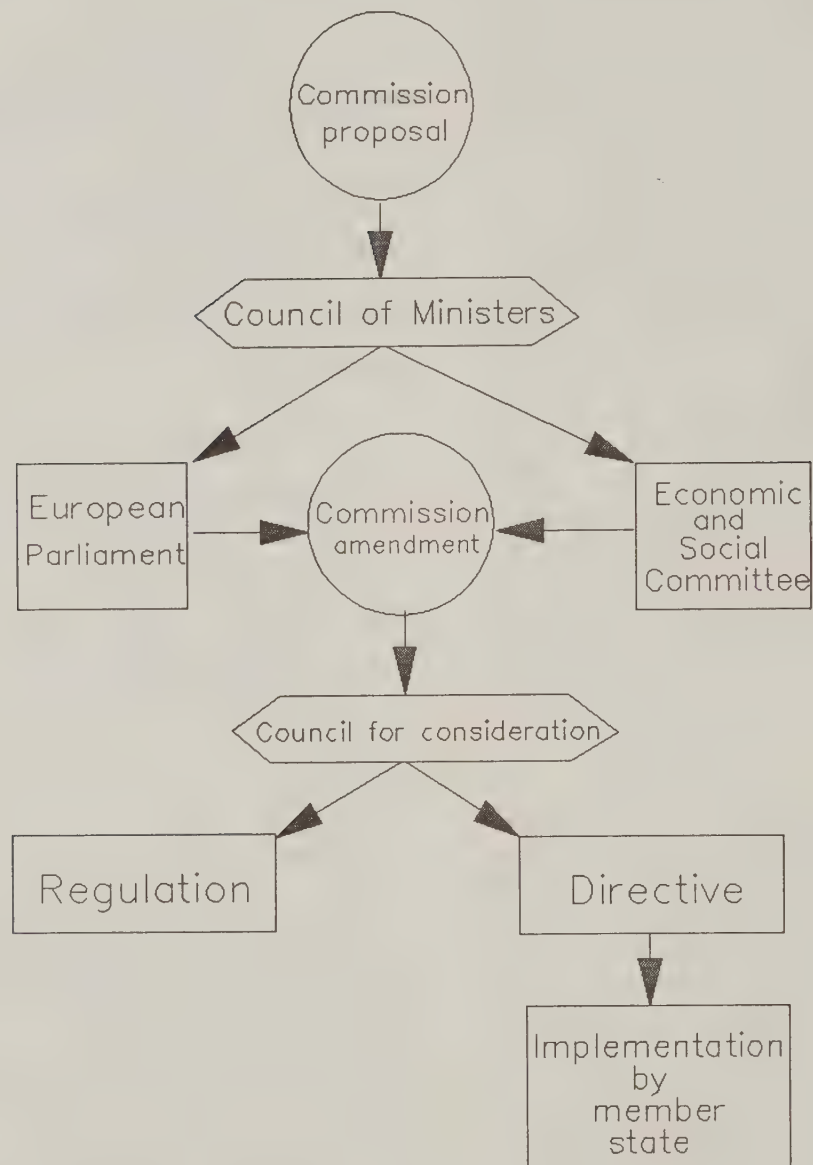 Commission
proposal
Council of Ministers
European
Parliament
Commission
amendment
Economic
and
Social
Committee
Council for consideration
Regulation
Directive
Implementation
by
member
state